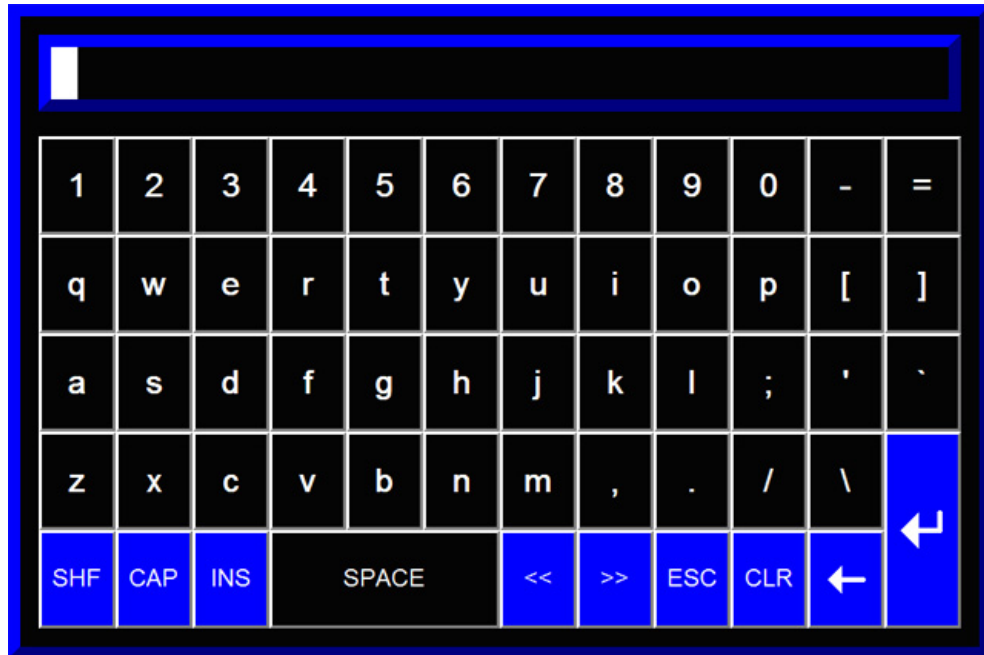 1 2 3 4 5 6 7 8 9 0 - =
q w e r t y u i o p [ ]
a s d f g h j k l ; ' `
z x c v b n m , . / \
SHF CAP INS SPACE << >> ESC CLR